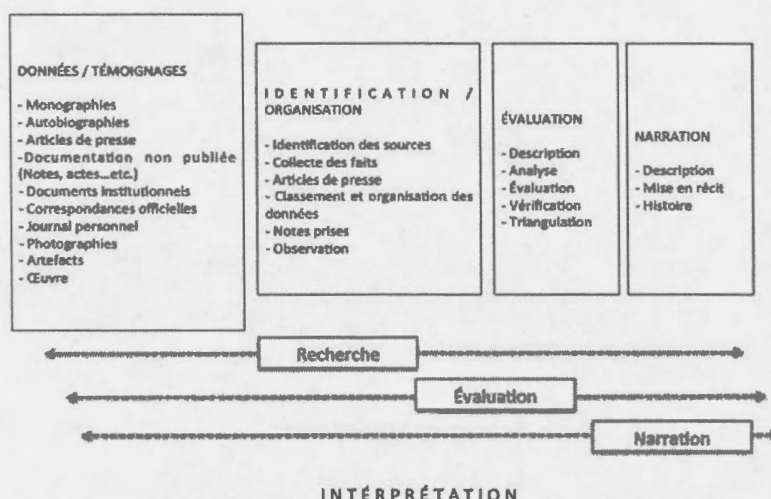 DONNÉES / TÉMOIGNAGES
- Monographies
- Autobiographies
- Articles de presse
-Documentation non publiée
(Notes, actes...etc.)
- Documents institutionnels
- Correspondances officielles
- Journal personnel
- Photographies
- Artefacts
- Œuvre
IDENTIFICATION /
ORGANISATION
- Identification des sources
- Collecte des faits
- Articles de presse
- Classement et organisation des
données
- Notes prises
- Observation
ÉVALUATION
- Description
- Analyse
- Évaluation
- Vérification
- Triangulation
NARRATION
- Description
- Mise en récit
- Histoire
Recherche
Évaluation
Narration
INTÉRPRÉTATION